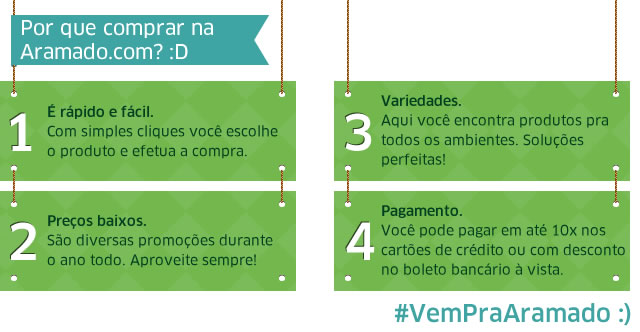 Por que comprar na
Aramado.com? :D
1
É rápido e fácil.
Com simples cliques você escolhe
o produto e efetua a compra.
2
Preços baixos.
São diversas promoções durante
o ano todo. Aproveite sempre!
3
Variedades.
Aqui você encontra produtos pra
todos os ambientes. Soluções
perfeitas!
4
Pagamento.
Você pode pagar em até 10x nos
cartões de crédito ou com desconto
no boleto bancário à vista.
#VemPraAramado :)